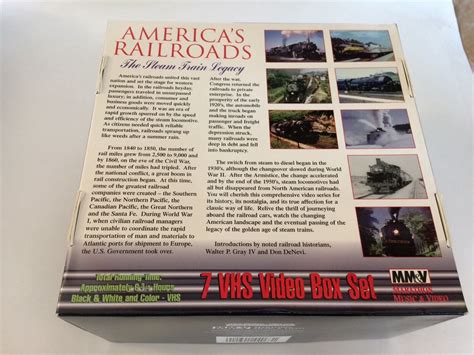 AMERICA'S
RAILROADS
The Steam Train Legacy
America's railroads united this vast
nation and set the stage for western
expansion. In the railroads heyday,
passengers traveled in unsurpassed
luxury, in addition, consumer and
business goods were moved quickly
and economically. It was an era of
rapid growth spurred on by the speed
and efficiency of the steam locomotive.
As citizens needed quick reliable
transportation, railroads sprang up
like weeds after a summer rain.
From 1840 to 1850, the number of
rail miles grew from 2,500 to 9,000 and
by 1860, on the eve of the Civil War,
the number of miles had tripled. After
the national conflict, a great boom in
rail construction began. At this time,
some of the greatest railroad
companies were created – the Southern
Pacific, the Northern Pacific, the
Canadian Pacific, the Great Northern
and the Santa Fe. During World War I
, when civilian railroad managers
were unable to coordinate the rapid
transportation of man and materials to
Atlantic ports for shipment to Europe,
the U.S. Government took over.
After the war,
Congress returned the
railroads to private
enterprise. In the
prosperity of the early
1920's, the automobile
and the truck began
making inroads on
passenger and freight
traffic. When the
depression struck,
many railroads were
deep in debt and fell
into bankruptcy.
The switch from steam to diesel began in the
1930's, although the changeover slowed during World
War II. After the Armistice, the change accelerated
and by the end of the 1950's, steam locomotives had
all but disappeared from North American railroads.
You will cherish this comprehensive video series for
its history, its nostalgia, and its true affection for a
classic way of life. Relive the thrill of journeying
aboard the railroad cars, watch the changing
American landscape and the eventual passing of the
legacy of the golden age of steam trains.
Introductions by noted railroad historians,
Walter P. Gray IV and Don DeNevi.
Total Running Time:
Approximately 8½ Hours
Black & White and Color - VHS
7 VHS Video Box Set
MM&V
MADACY
MUSIC & VIDEO